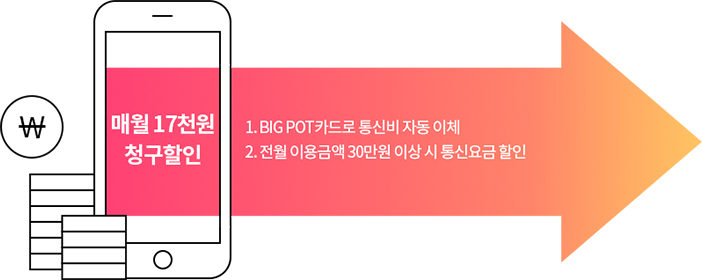 ₩
매월 17천원
청구할인
1. BIG POT카드로 통신비 자동 이체
2. 전월 이용금액 30만원 이상 시 통신요금 할인